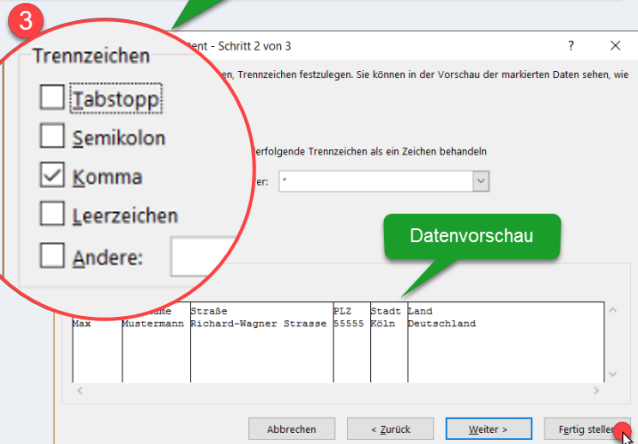 3
Trennzeichen
ent - Schritt 2 von 3
en, Trennzeichen festzulegen. Sie können in der Vorschau der markierten Daten sehen, wie
Tabstopp
Semikolon
erfolgende Trennzeichen als ein Zeichen behandeln
Komma
er: "
Leerzeichen
Andere:
Datenvorschau
ame Straße PLZ Stadt Land
Max Mustermann Richard-Wagner Strasse 55555 Köln Deutschland
Abbrechen < Zurück Weiter > Fertig stellen